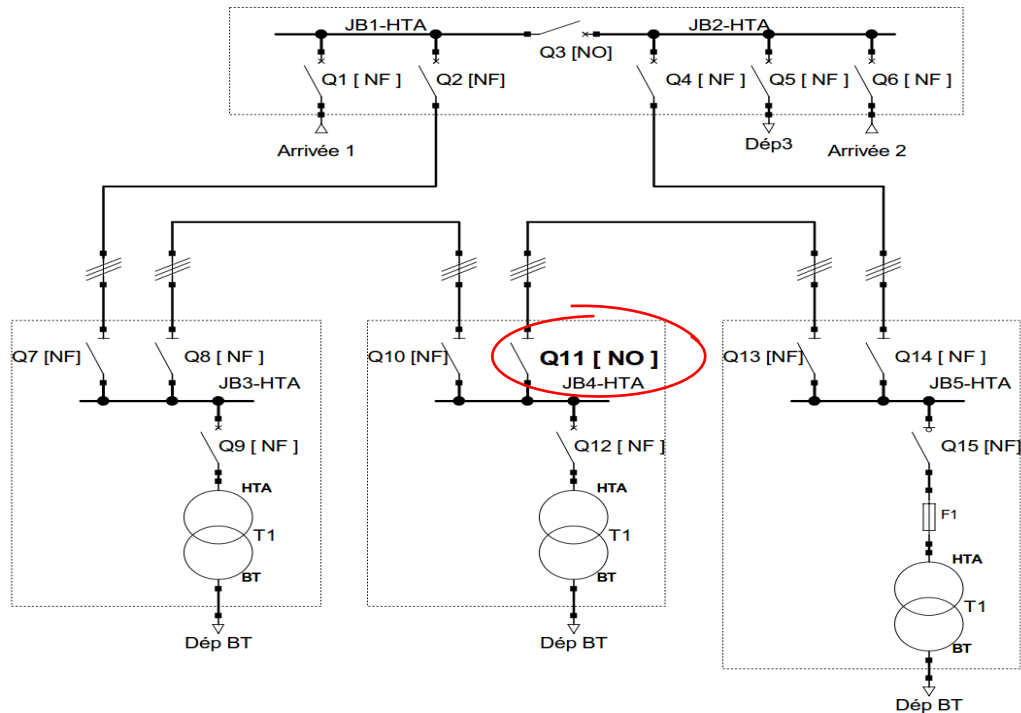 JB1-HTA
JB2-HTA
Q3 [NO]
Q1 [ NF ]
Q2 [NF]
Q4 [ NF ]
Q5 [ NF ]
Q6 [ NF ]
Arrivée 1
Dép3
Arrivée 2
Q7 [NF]
Q8 [ NF ]
Q10 [NF]
Q11 [ NO ]
Q13 [NF]
Q14 [ NF ]
JB3-HTA
JB4-HTA
JB5-HTA
Q9 [ NF ]
Q12 [ NF ]
Q15 [NF]
HTA
T1
BT
Dép BT
HTA
T1
BT
Dép BT
F1
HTA
T1
BT
Dép BT